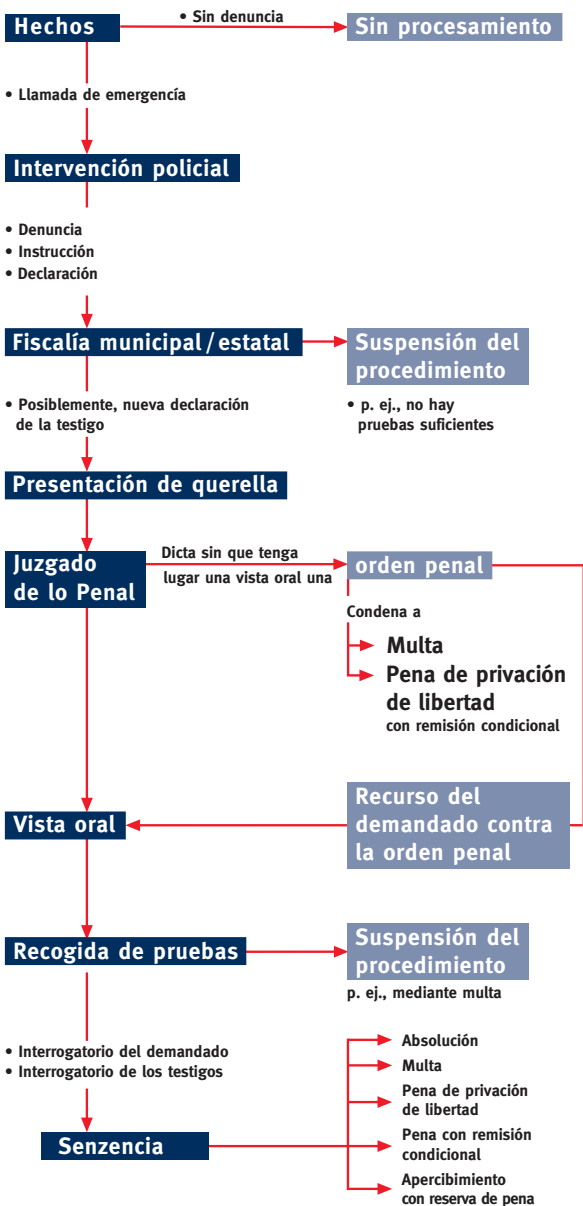 Hechos
• Sin denuncia
Sin procesamiento
• Llamada de emergencía
Intervención policial
• Denuncia
• Instrucción
• Declaración
Fiscalía municipal/estatal
Suspensión del
procedimiento
• Posiblemente, nueva declaración
de la testigo
• p. ej., no hay
pruebas suficientes
Presentación de querella
Juzgado
de lo Penal
Dicta sin que tenga
lugar una vista oral una
orden penal
Condena a
Multa
Pena de privación
de libertad
con remisión condicional
Vista oral
Recurso del
demandado contra
la orden penal
Recogida de pruebas
Suspensión del
procedimiento
p. ej., mediante multa
• Interrogatorio del demandado
• Interrogatorio de los testigos
Senzencia
Absolución
Multa
Pena de privación
de libertad
Pena con remisión
condicional
Apercibimiento
con reserva de pena